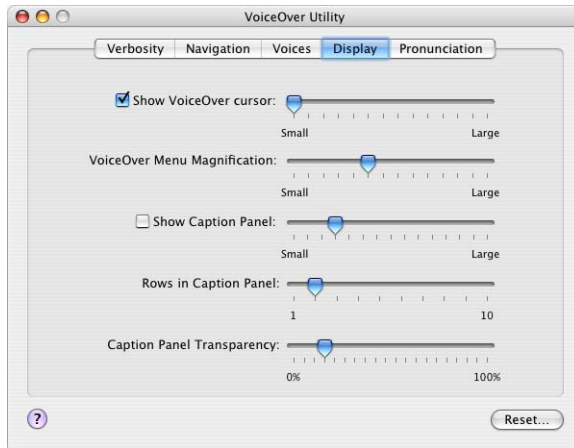 VoiceOver Utility
Verbosity Navigation Voices Display Pronunciation
Show VoiceOver cursor:
Small Large
VoiceOver Menu Magnification:
Small Large
Show Caption Panel:
Small Large
Rows in Caption Panel:
1 10
Caption Panel Transparency:
0% 100%
? Reset...